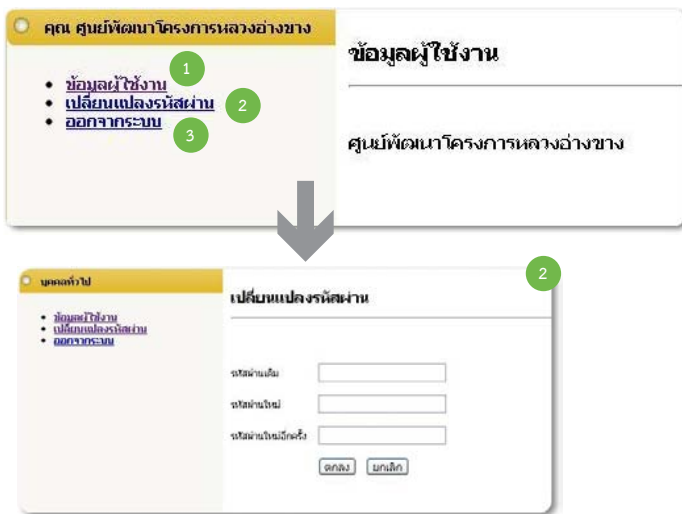 คุณ ศูนย์พัฒนาโครงการหลวงอ่างขาง
ข้อมูลผู้ใช้งาน
1
เปลี่ยนแปลงรหัสผ่าน
2
ออกจากระบบ
3
ข้อมูลผู้ใช้งาน
ศูนย์พัฒนาโครงการหลวงอ่างขาง
บุคคลทั่วไป
ข้อมูลผู้ใช้งาน
เปลี่ยนแปลงรหัสผ่าน
ออกจากระบบ
2
เปลี่ยนแปลงรหัสผ่าน
รหัสผ่านเดิม
รหัสผ่านใหม่
รหัสผ่านใหม่อีกครั้ง
ตกลง ยกเลิก